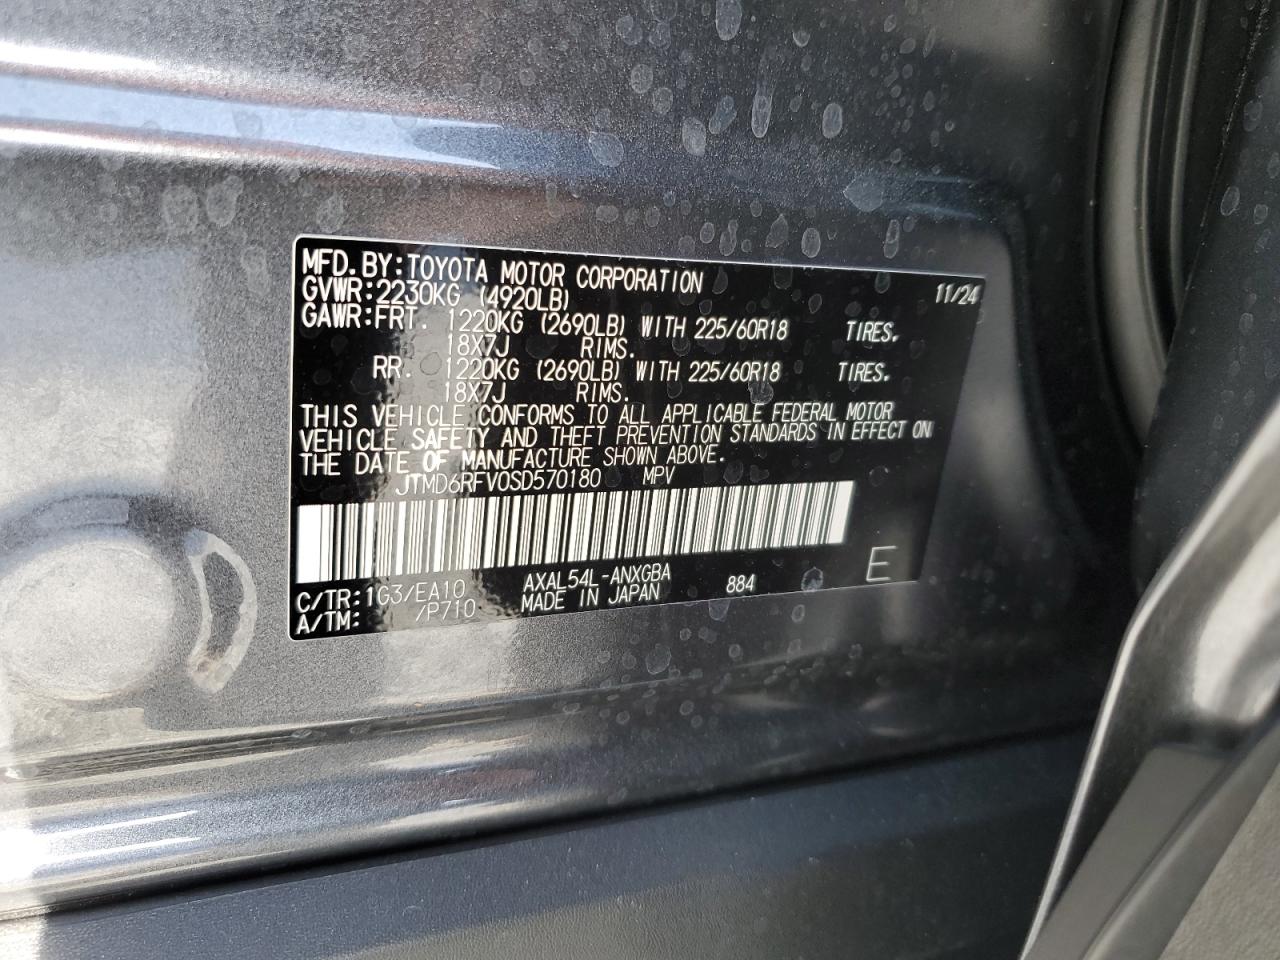 MFD.BY:TOYOTA MOTOR CORPORATION 11/24
GVWR:2230KG (4920LB)
GAWR:FRT. 1220KG (2690LB) WITH 225/60R18 TIRES.
18X7J RIMS.
RR. 1220KG (2690LB) WITH 225/60R18 TIRES.
18X7J RIMS.
THIS VEHICLE CONFORMS TO ALL APPLICABLE FEDERAL MOTOR
VEHICLE SAFETY AND THEFT PREVENTION STANDARDS IN EFFECT ON
THE DATE OF MANUFACTURE SHOWN ABOVE.
JTMD6RFV0SD570180 MPV
C/TR:1G3/EA10 AXAL54L-ANXGBA 884 E
A/TM: /P710 MADE IN JAPAN